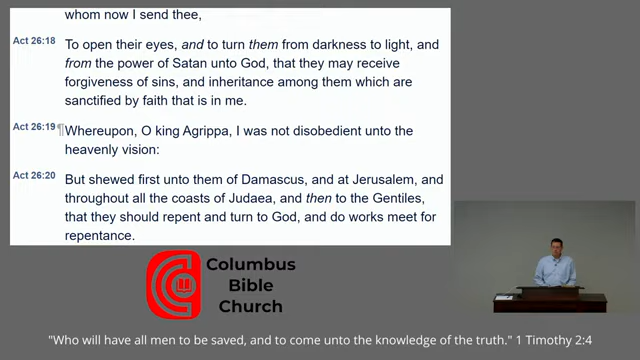 whom now I send thee,
Act 26:18 To open their eyes, and to turn them from darkness to light, and
from the power of Satan unto God, that they may receive
forgiveness of sins, and inheritance among them which are
sanctified by faith that is in me.
Act 26:19 ¶Whereupon, O king Agrippa, I was not disobedient unto the
heavenly vision:
Act 26:20 But shewed first unto them of Damascus, and at Jerusalem, and
throughout all the coasts of Judaea, and then to the Gentiles,
that they should repent and turn to God, and do works meet for
repentance.
Columbus
Bible
Church
"Who will have all men to be saved, and to come unto the knowledge of the truth." 1 Timothy 2:4